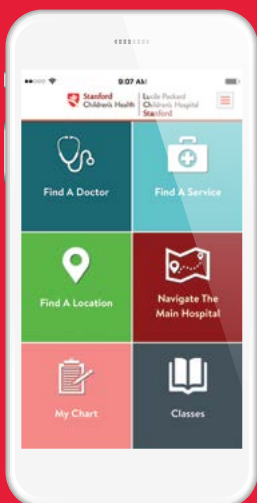 9:07 AM
Stanford
Children's Health
Lucile Packard
Children's Hospital
Stanford
Find A Doctor
Find A Service
Find A Location
Navigate The
Main Hospital
My Chart
Classes